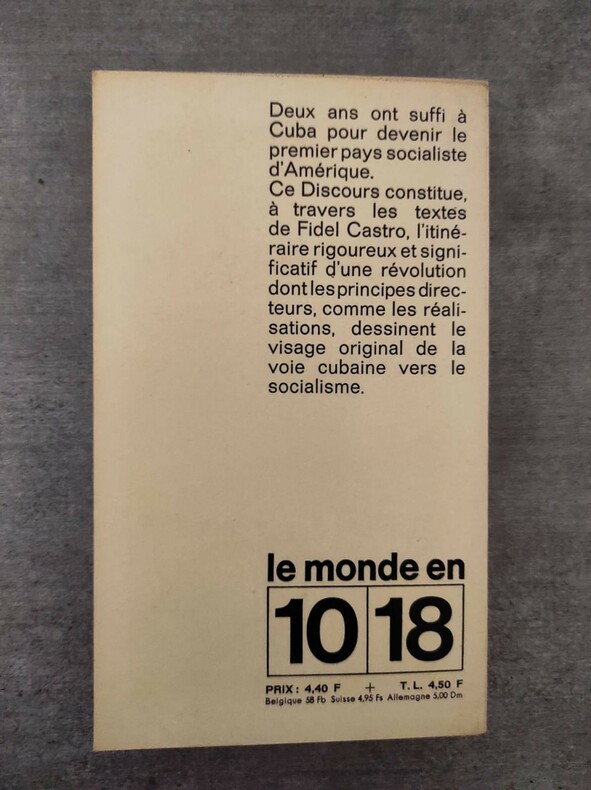 Deux ans ont suffi à
Cuba pour devenir le
premier pays socialiste
d'Amérique.
Ce Discours constitue,
à travers les textes
de Fidel Castro, l'itiné-
raire rigoureux et signi-
ficatif d'une révolution
dont les principes direc-
teurs, comme les réali-
sations, dessinent le
visage original de la
voie cubaine vers le
socialisme.
le monde en
10 18
PRIX : 4,40 F + T. L. 4,50 F
Belgique 58 Fb Suisse 4,95 Fs Allemagne 5,00 Dm